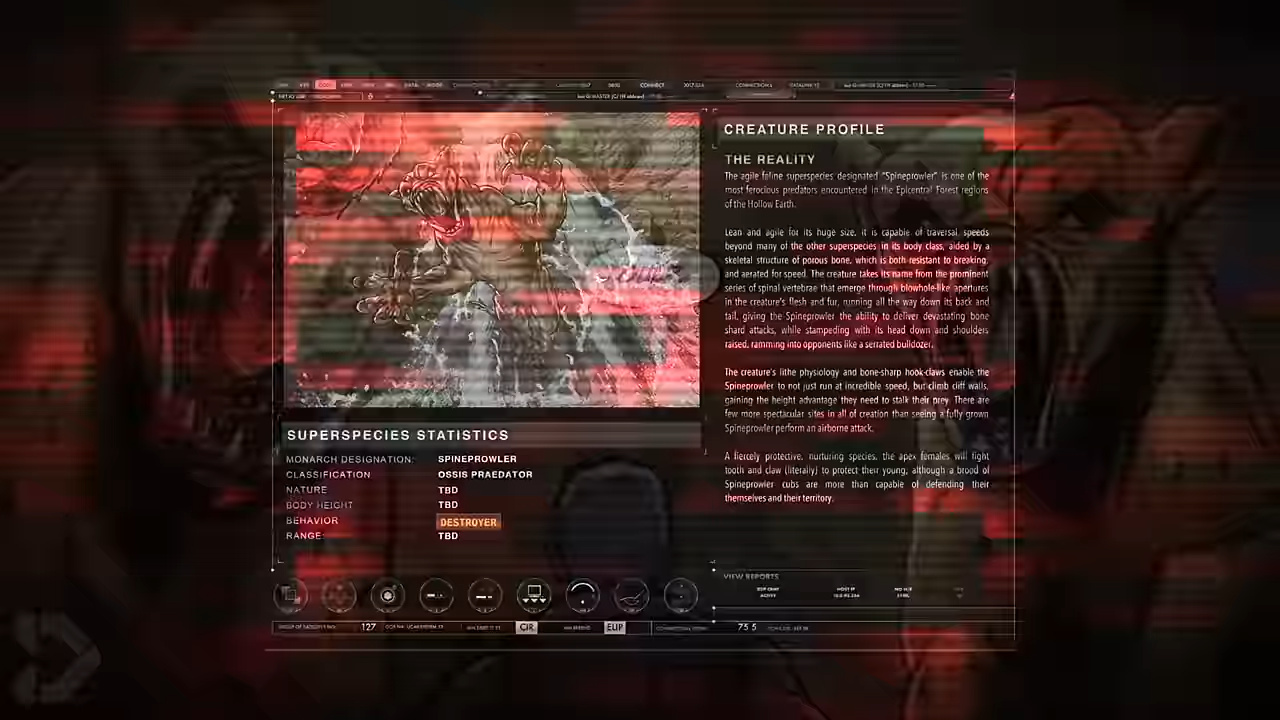 CONNECT
CREATURE PROFILE
THE REALITY
The agile feline superspecies designated "Spineprowler" is one of the
most ferocious predators encountered in the Epicentral Forest regions
of the Hollow Earth.
Lean and agile for its huge size, it is capable of traversal speeds
beyond many of the other superspecies in its body class, aided by a
skeletal structure of porous bone, which is both resistant to breaking,
and aerated for speed. The creature takes its name from the prominent
series of spinal vertebrae that emerge through blowhole-like apertures
in the creature's flesh and fur, running all the way down its back and
tail, giving the Spineprowler the ability to deliver devastating bone
shard attacks, while stampeding with its head down and shoulders
raised, ramming into opponents like a serrated bulldozer.
The creature's lithe physiology and bone-sharp hook-claws enable the
Spineprowler to not just run at incredible speed, but climb cliff walls,
gaining the height advantage they need to stalk their prey. There are
few more spectacular sites in all of creation than seeing a fully grown
Spineprowler perform an airborne attack.
A fiercely protective, nurturing species, the apex females will fight
tooth and claw (literally) to protect their young, although a brood of
Spineprowler cubs are more than capable of defending their
themselves and their territory.
SUPERSPECIES STATISTICS
MONARCH DESIGNATION: SPINEPROWLER
CLASSIFICATION OSSIS PRAEDATOR
NATURE TBD
BODY HEIGHT TBD
BEHAVIOR DESTROYER
RANGE: TBD
VIEW REPORTS
HOST IP
127
CIR
ELIP
75 5